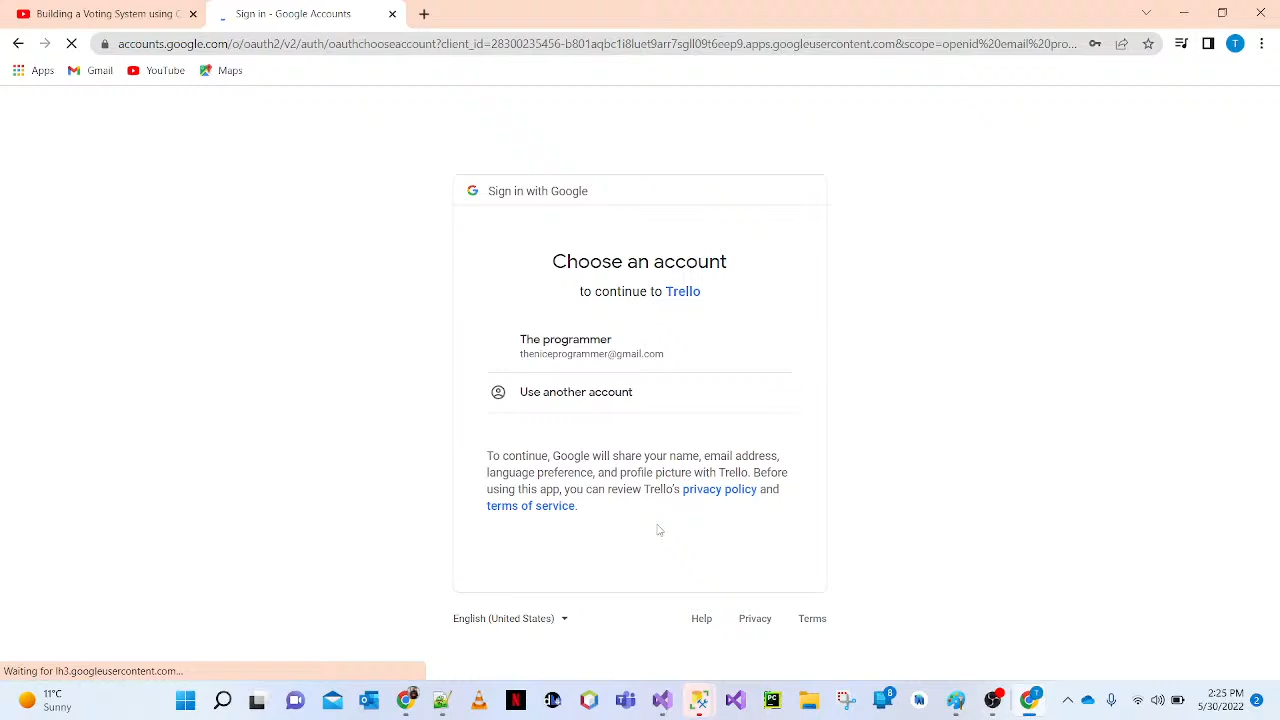 Building a Voting System using C
Sign in - Google Accounts
accounts.google.com/o/oauth2/v2/auth/oauthchooseaccount?client_id=28300235456-b801aqbc1i8luet9arr7sgll09t6eep9.apps.googleusercontent.com&scope=openid%20email%20pro...
T
Apps
Gmail
YouTube
Maps
Sign in with Google
Choose an account
to continue to Trello
The programmer
theniceprogrammer@gmail.com
Use another account
To continue, Google will share your name, email address,
language preference, and profile picture with Trello. Before
using this app, you can review Trello's privacy policy and
terms of service.
English (United States)
Help
Privacy
Terms
Waiting for lh3.googleusercontent.com...
11°C
Sunny
8
2:25 PM
5/30/2022
2